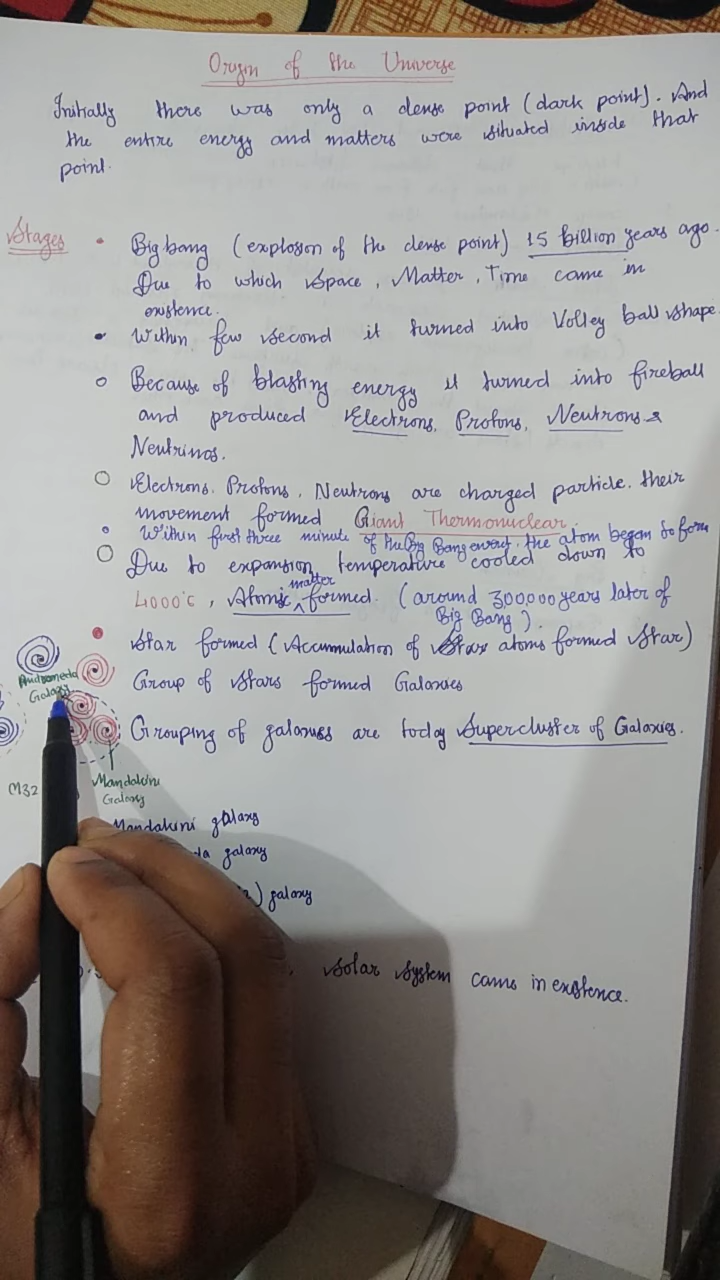 Origin of the Universe
Initially there was only a dense point (dark point). And
the entire energy and matters were situated inside that
point.
Stages
• Big bang (explosion of the dense point) 15 billion years ago.
Due to which Space, Matter, Time came in
existence.
• Within few second it turned into Volley ball shape.
Because of blasting energy it turned into fireball
and produced Electrons, Protons, Neutrons &
Neutrinos.
Electrons, Protons, Neutrons are charged particle. their
movement formed Giant Thermonuclear.
• Within first three minute of the Big Bang event, the atom began to form
Due to expansion temperature cooled down to
4000°C, Atomic matter formed. (around 300,000 years later of
Big Bang).
• Star formed (Accumulation of atoms formed Star)
Group of Stars formed Galaxies
Grouping of galaxies are today Supercluster of Galaxies.
Andromeda
Galaxy
M32
Mandakini
Galaxy
Mandakini galaxy
da galaxy
) galaxy
Solar System came in existence.